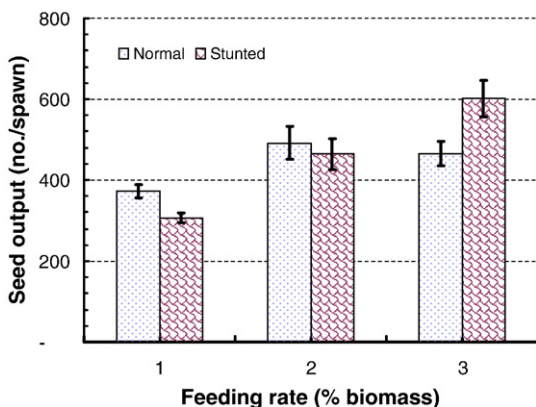 800
Normal Stunted
600
400
200
-
1 2 3
Seed output (no./spawn)
Feeding rate (% biomass)